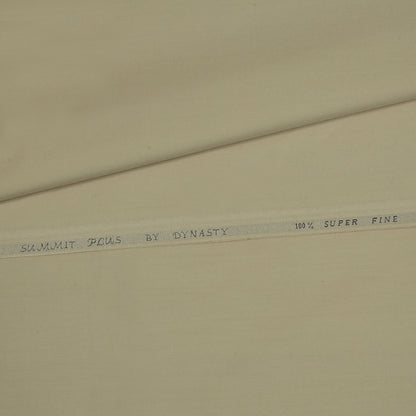 SUMMIT PLUS BY DYNASTY 100% SUPER FINE